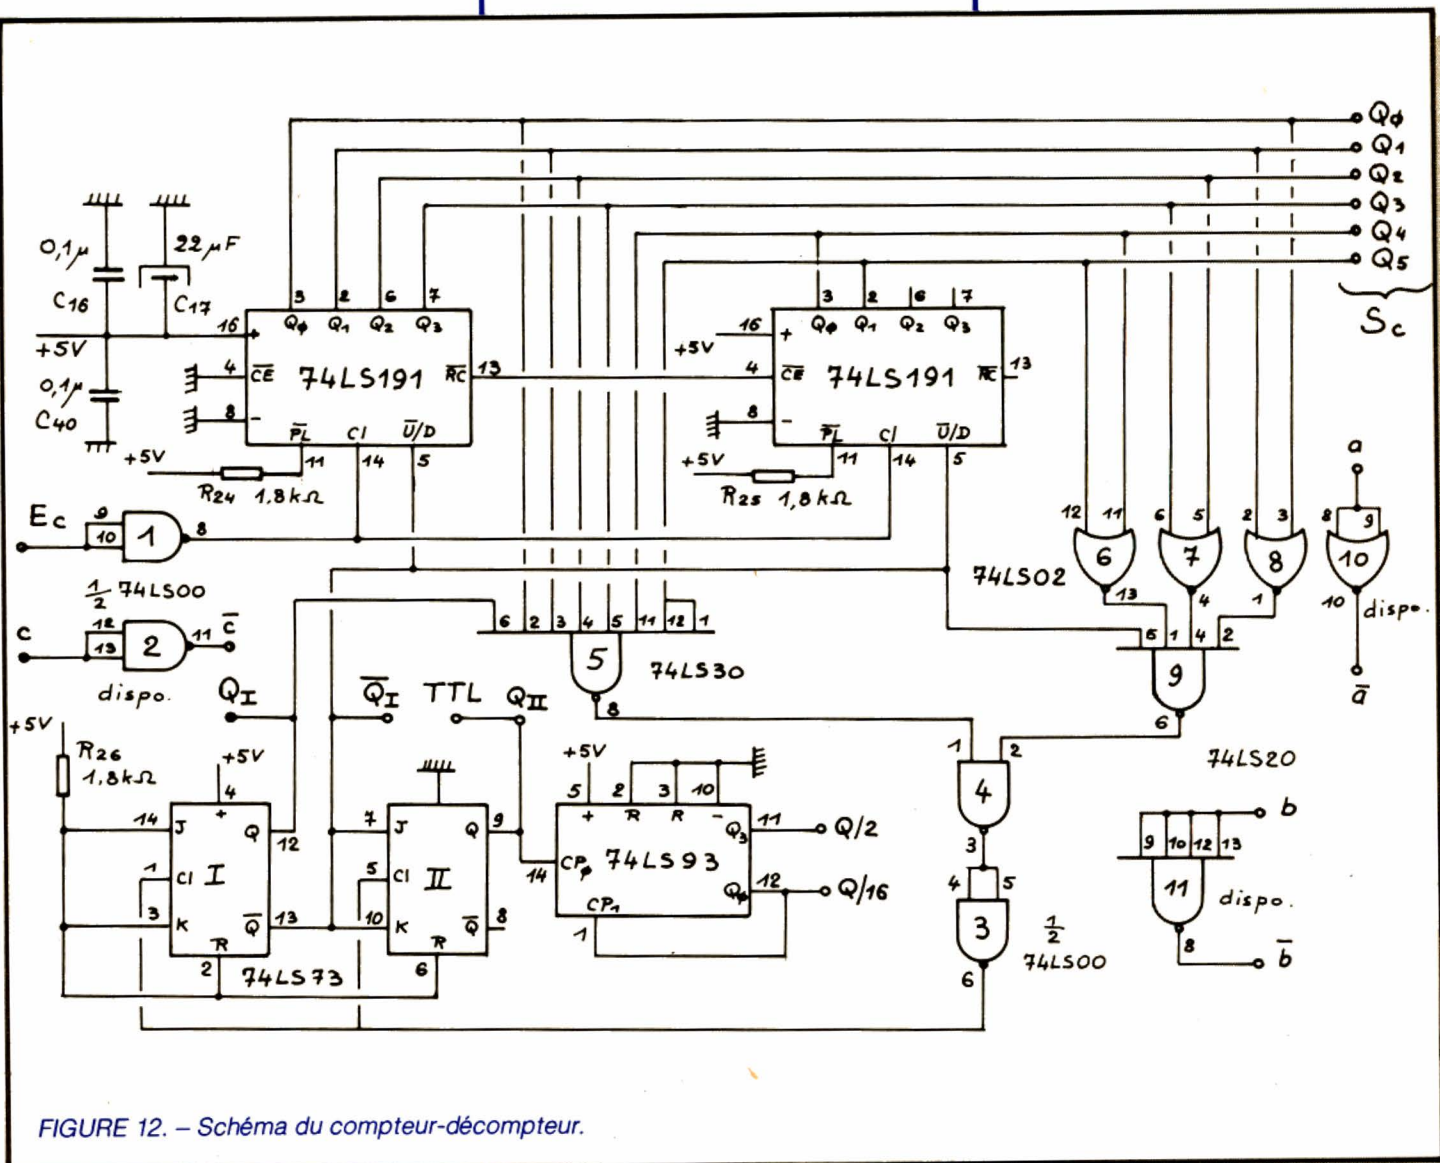 Qφ
Q1
Q2
Q3
Q4
Q5
Sc
0,1µ
22µF
C16
C17
+5V
0,1µ
C40
3 2 6 7
16 + Qφ Q1 Q2 Q3
4 C̅E̅ 74LS191 R̅C̅ 13
8 -
P̅L̅ Cl U̅/D
11 14 5
+5V
R24 1,8kΩ
3 2 6 7
16 + Qφ Q1 Q2 Q3
+5V
4 C̅E̅ 74LS191 R̅C̅ 13
8 -
P̅L̅ Cl U̅/D
11 14 5
+5V
R25 1,8kΩ
Ec
9
10
1
8
1/2 74LS00
c
12
13
2
11
c̅
dispo.
12 11
6
13
6 5
7
4
2 3
8
1
74LS02
a
8 9
10
10
dispo.
a̅
6 2 3 4 5 11 12 1
5
74LS30
8
5 1 4 2
9
6
74LS20
QI
Q̅I
TTL
QII
+5V
R26
1,8kΩ
+5V
4
+
14 J Q 12
1 Cl I
3 K Q̅ 13
R
2
74LS73
7 J Q 9
5 Cl II
10 K Q̅ 8
R
6
+5V
5 2 3 10
+ R R -
Q3 11 Q/2
14 CPφ 74LS93
Qφ 12 Q/16
CP1
1
1 2
4
3
4 5
3
6
1/2
74LS00
b
9 10 12 13
11
dispo.
8
b̅
FIGURE 12. – Schéma du compteur-décompteur.